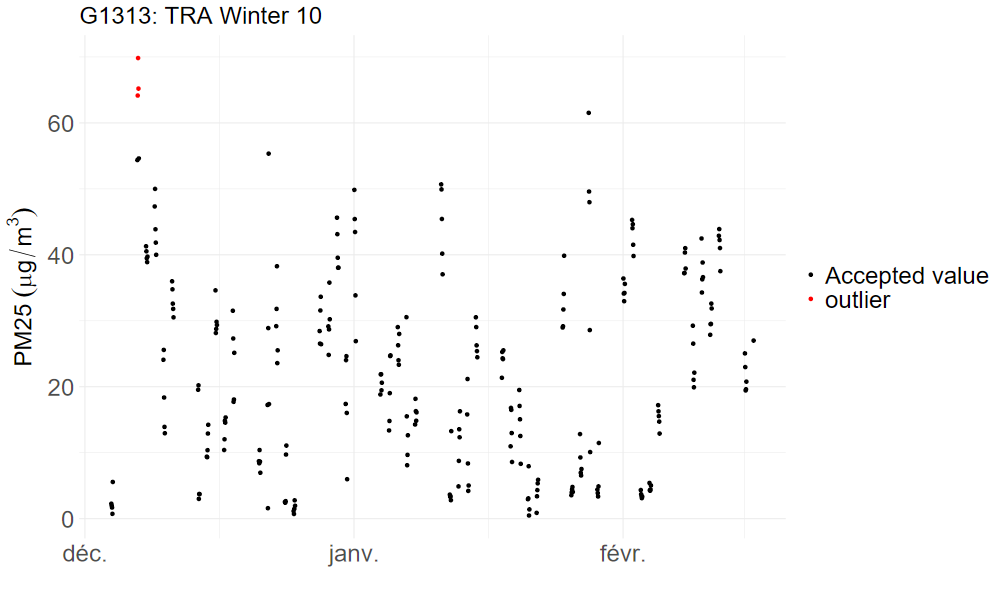 G1313: TRA Winter 10
PM25 (μg/m³)
60
40
20
0
déc.
janv.
févr.
Accepted value
outlier